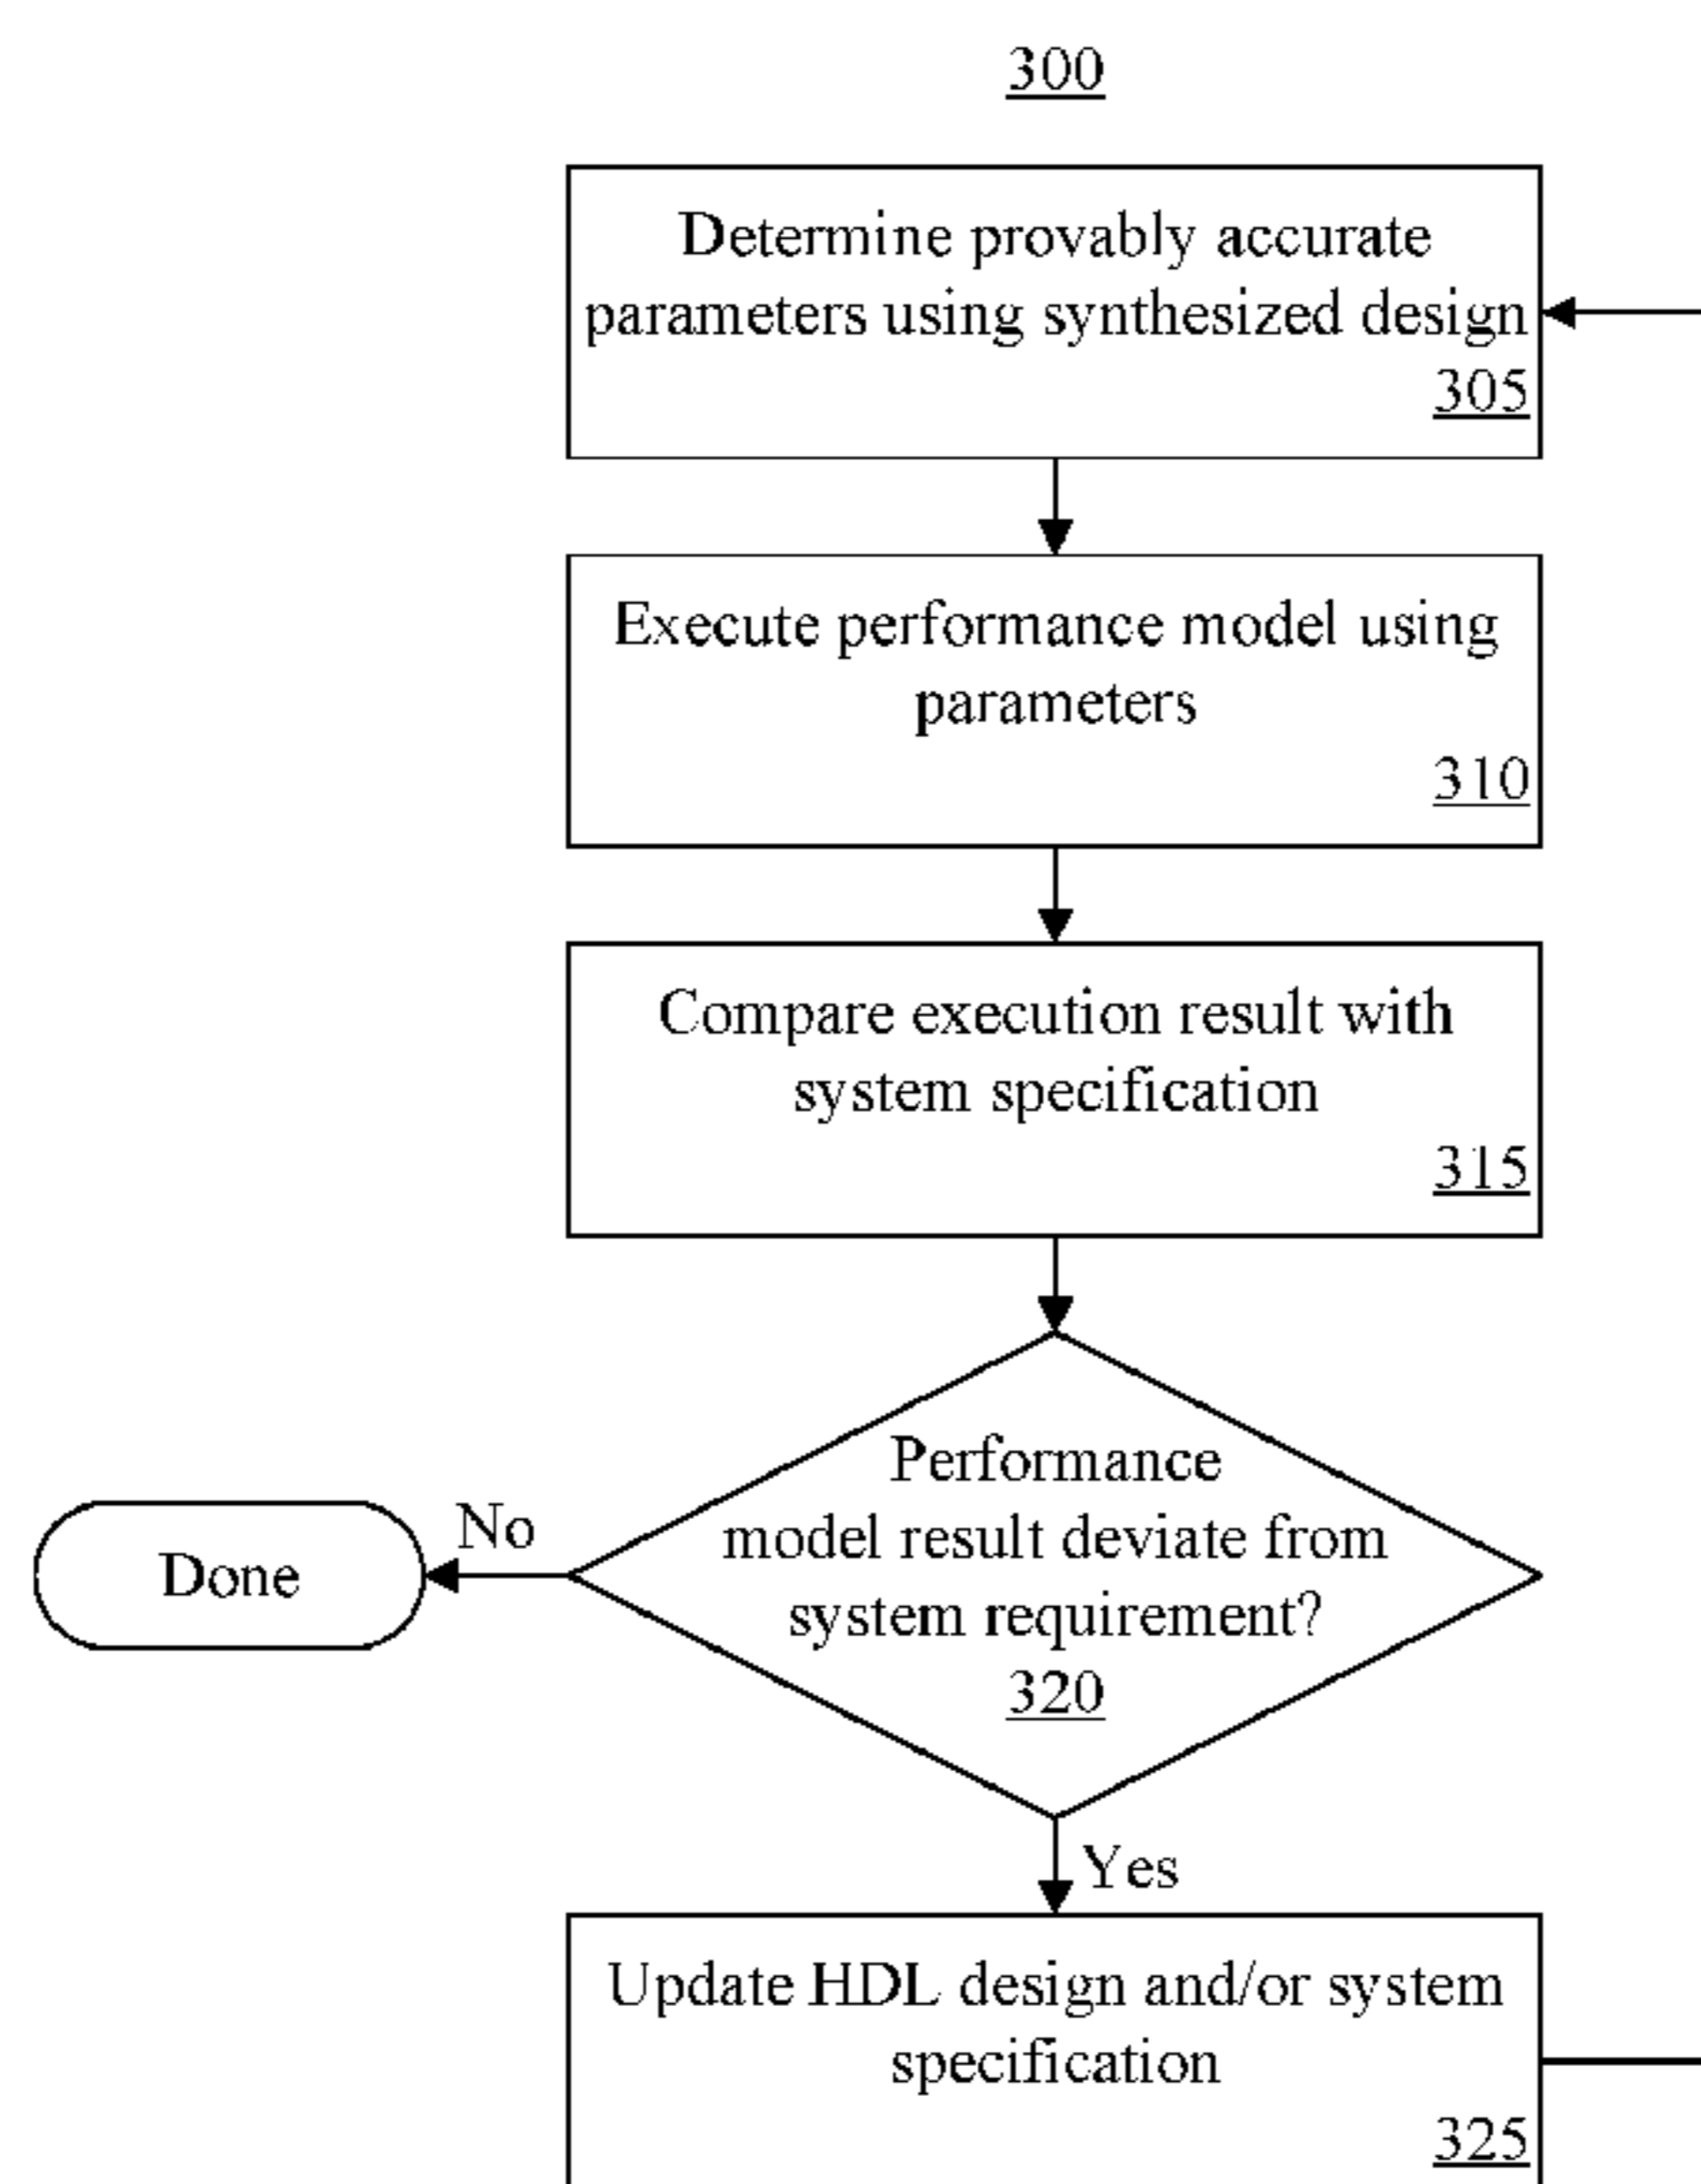 300
Determine provably accurate
parameters using synthesized design
305
Execute performance model using
parameters
310
Compare execution result with
system specification
315
Performance
model result deviate from
system requirement?
320
No
Done
Yes
Update HDL design and/or system
specification
325